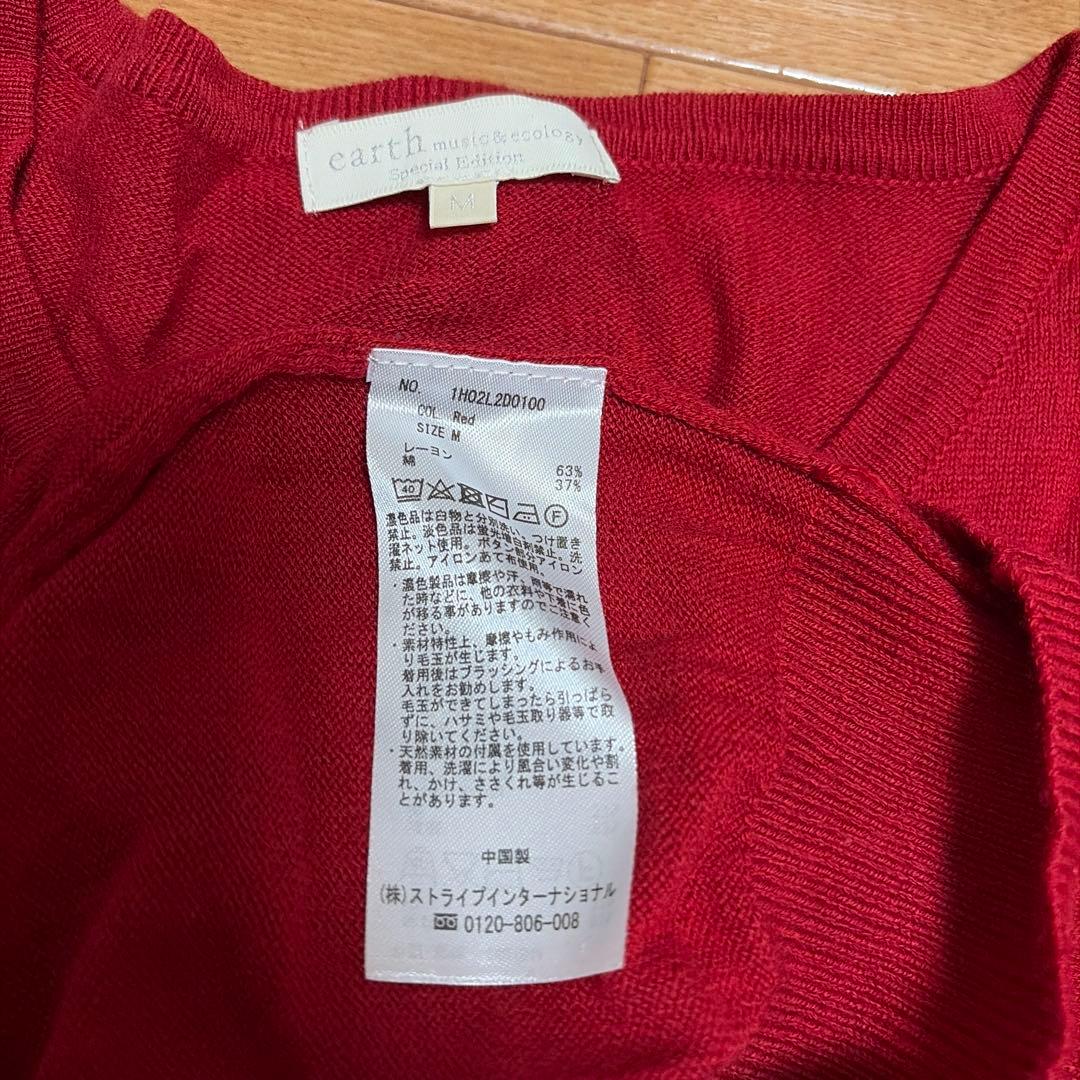 earth music&ecology
Special Edition
M
NO. 1H02L2D0100
COL Red
SIZE M
レーヨン 63%
綿 37%
40 F
濃色品は白物と分別洗い。つけ置き
禁止。淡色品は蛍光増白剤禁止。洗
濯ネット使用。ボタン部分アイロン
禁止。アイロンあて布使用。
・濃色製品は摩擦や汗、雨等で濡れ
た時などに、他の衣料や下着に色
が移る事がありますのでご注意く
ださい。
・素材特性上、摩擦やもみ作用によ
り毛玉が生じます。
着用後はブラッシングによるお手
入れをお勧めします。
毛玉ができてしまったら引っぱら
ずに、ハサミや毛玉取り器等で取
り除いてください。
・天然素材の付属を使用しています。
着用、洗濯により風合い変化や割
れ、かけ、ささくれ等が生じるこ
とがあります。
中国製
(株)ストライプインターナショナル
0120-806-008